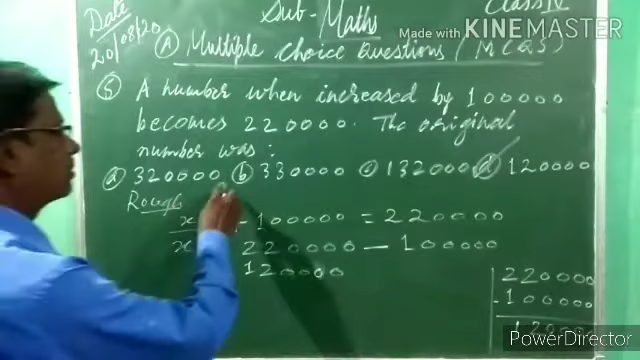 Date
20/08/20
Sub- Maths
Class IV
Made with KINEMASTER
(A) Multiple Choice Questions (MCQS)
(5) A number when increased by 100000
becomes 220000. The original
number was:
(a) 320000 (b) 330000 (c) 132000 (d) 120000
Rough
x - 100000 = 220000
x 220000 - 100000
120000
220000
- 100000
120000
PowerDirector